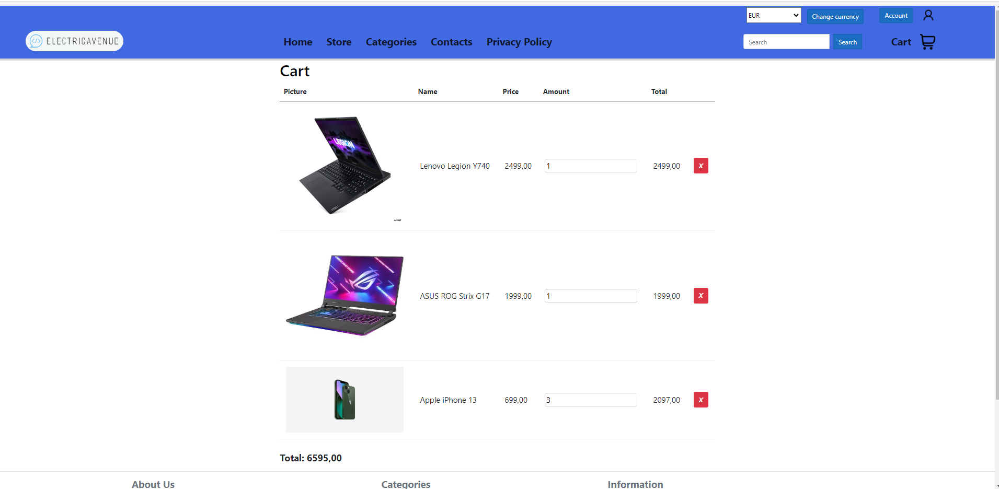 EUR
Change currency
Account
ELECTRICAVENUE
Home Store Categories Contacts Privacy Policy
Search
Search
Cart
Cart
Picture Name Price Amount Total
LEGION
AMD
Lenovo Legion Y740 2499,00 1 2499,00 X
ASUS ROG Strix G17 1999,00 1 1999,00 X
Apple iPhone 13 699,00 3 2097,00 X
Total: 6595,00
About Us Categories Information